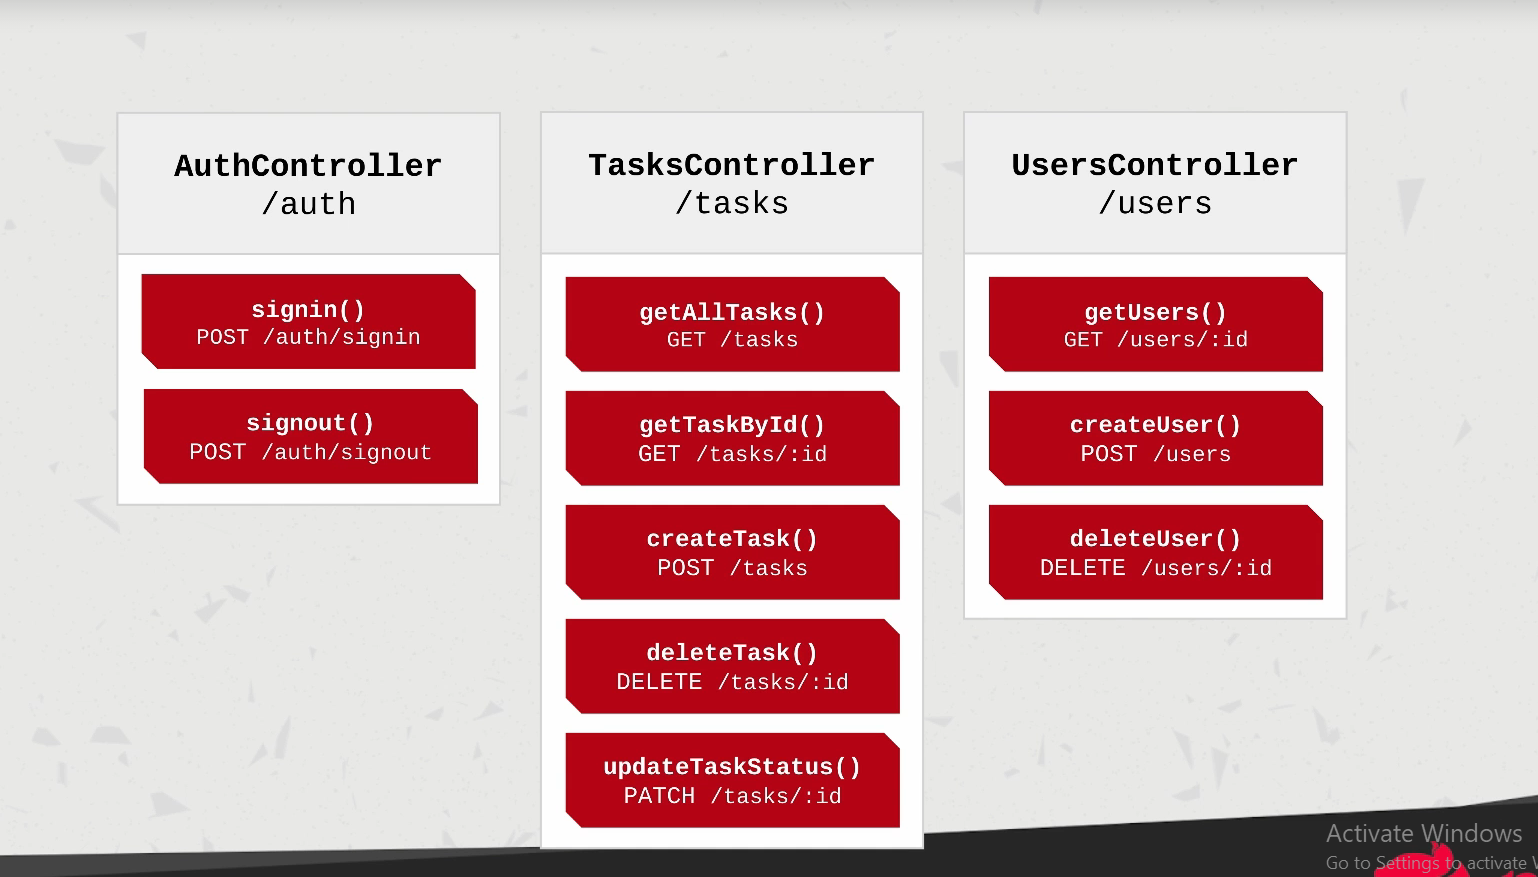 AuthController
/auth
signin()
POST /auth/signin
signout()
POST /auth/signout
TasksController
/tasks
getAllTasks()
GET /tasks
getTaskById()
GET /tasks/:id
createTask()
POST /tasks
deleteTask()
DELETE /tasks/:id
updateTaskStatus()
PATCH /tasks/:id
UsersController
/users
getUsers()
GET /users/:id
createUser()
POST /users
deleteUser()
DELETE /users/:id
Activate Windows
Go to Settings to activate